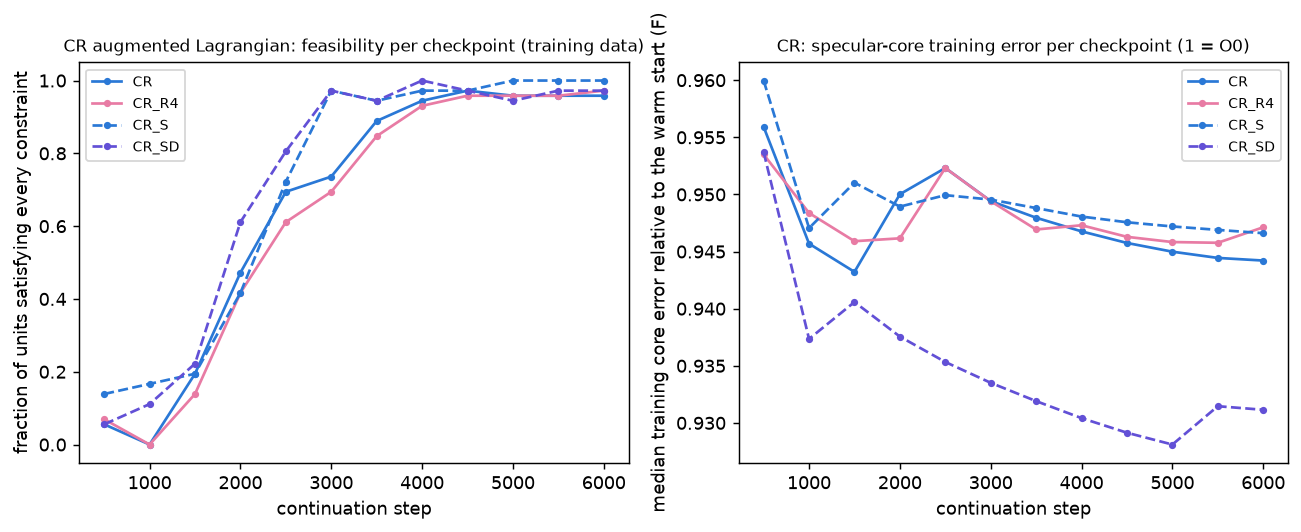 CR augmented Lagrangian: feasibility per checkpoint (training data)
fraction of units satisfying every constraint
1.0
0.8
0.6
0.4
0.2
0.0
CR
CR_R4
CR_S
CR_SD
1000
2000
3000
4000
5000
6000
continuation step
CR: specular-core training error per checkpoint (1 = O0)
median training core error relative to the warm start (F)
0.960
0.955
0.950
0.945
0.940
0.935
0.930
CR
CR_R4
CR_S
CR_SD
1000
2000
3000
4000
5000
6000
continuation step